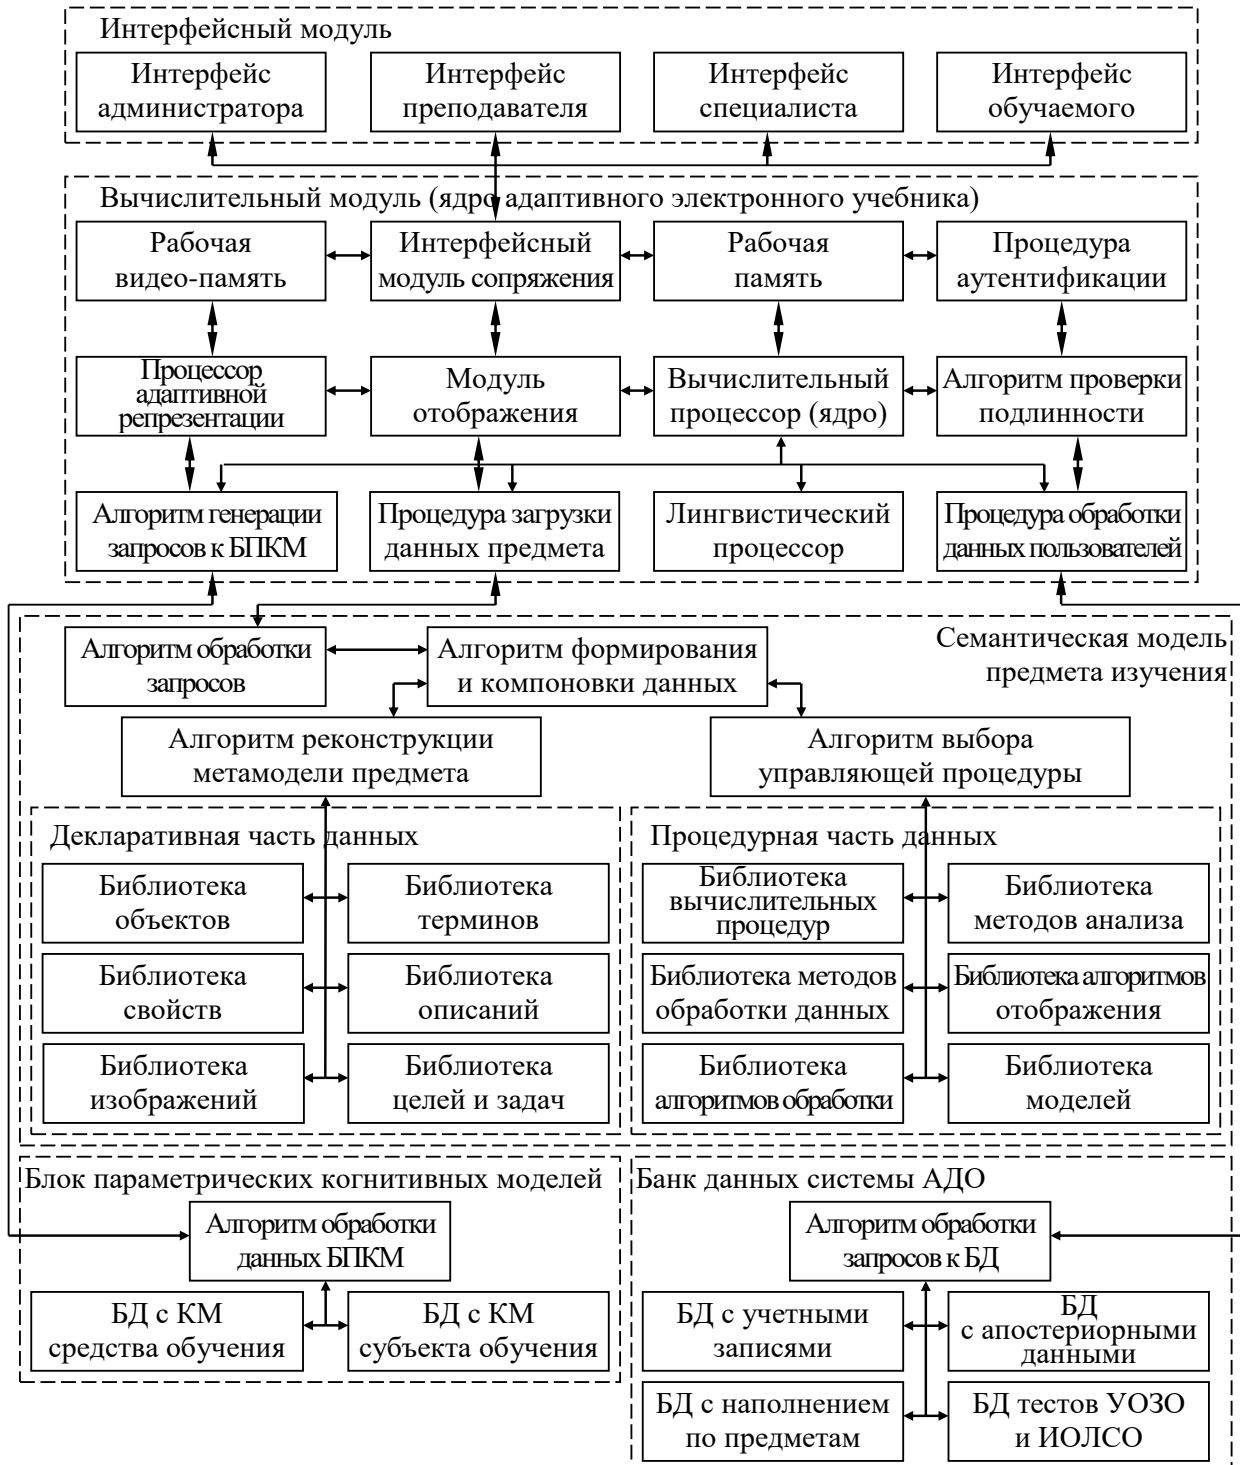 Интерфейсный модуль
Интерфейс
администратора
Интерфейс
преподавателя
Интерфейс
специалиста
Интерфейс
обучаемого
Вычислительный модуль (ядро адаптивного электронного учебника)
Рабочая
видео-память
Интерфейсный
модуль сопряжения
Рабочая
память
Процедура
аутентификации
Процессор
адаптивной
репрезентации
Модуль
отображения
Вычислительный
процессор (ядро)
Алгоритм проверки
подлинности
Алгоритм генерации
запросов к БПКМ
Процедура загрузки
данных предмета
Лингвистический
процессор
Процедура обработки
данных пользователей
Семантическая модель
предмета изучения
Алгоритм обработки
запросов
Алгоритм формирования
и компоновки данных
Алгоритм реконструкции
метамодели предмета
Алгоритм выбора
управляющей процедуры
Декларативная часть данных
Библиотека
объектов
Библиотека
терминов
Библиотека
свойств
Библиотека
описаний
Библиотека
изображений
Библиотека
целей и задач
Процедурная часть данных
Библиотека
вычислительных
процедур
Библиотека
методов анализа
Библиотека методов
обработки данных
Библиотека алгоритмов
отображения
Библиотека
алгоритмов обработки
Библиотека
моделей
Блок параметрических когнитивных моделей
Алгоритм обработки
данных БПКМ
БД с КМ
средства обучения
БД с КМ
субъекта обучения
Банк данных системы АДО
Алгоритм обработки
запросов к БД
БД с учетными
записями
БД
с апостериорными
данными
БД с наполнением
по предметам
БД тестов УОЗО
и ИОЛСО